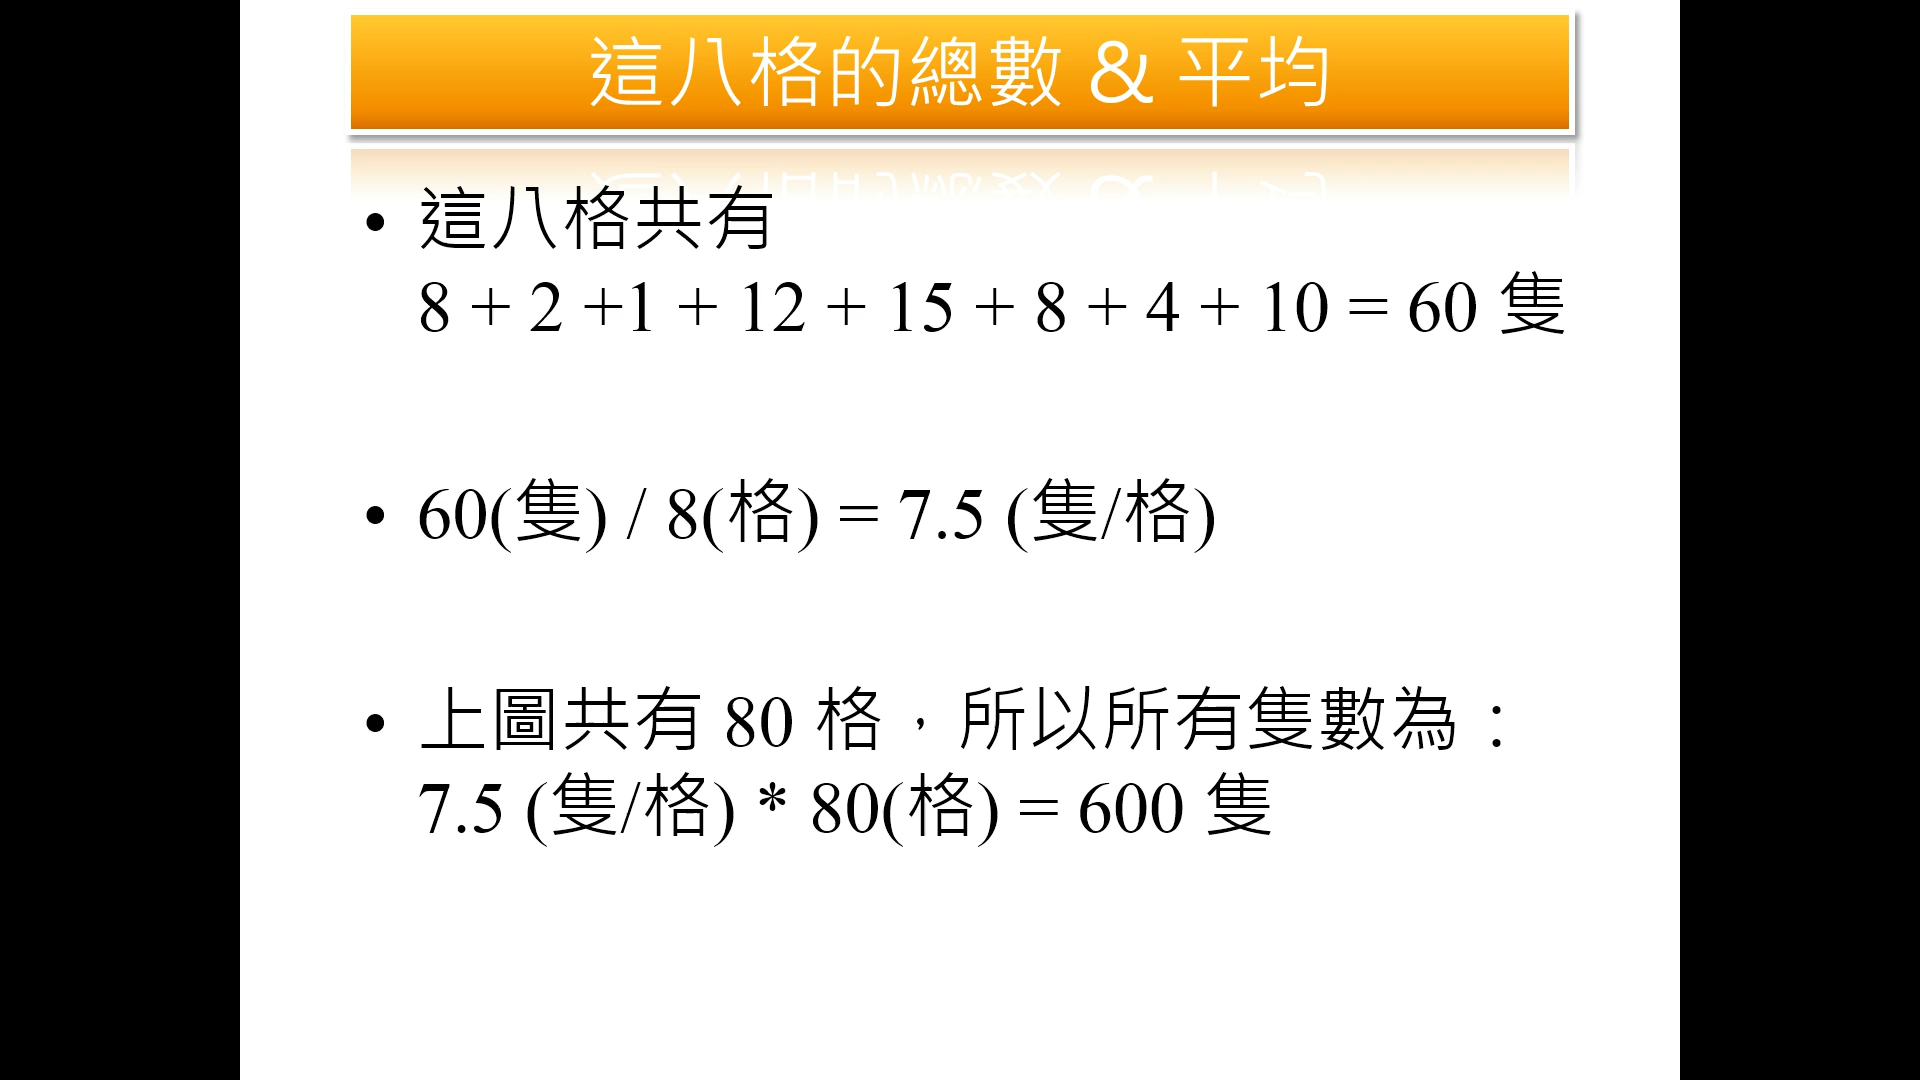 這八格的總數 & 平均
• 這八格共有
8 + 2 +1 + 12 + 15 + 8 + 4 + 10 = 60 隻
• 60(隻) / 8(格) = 7.5 (隻/格)
• 上圖共有 80 格，所以所有隻數為：
7.5 (隻/格) * 80(格) = 600 隻